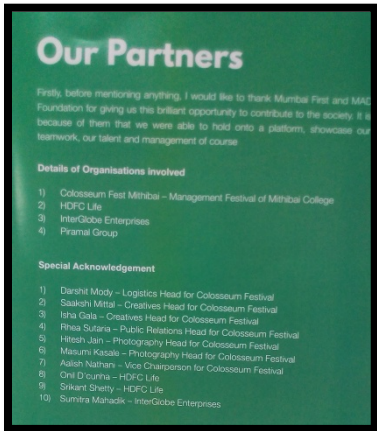 Our Partners
Firstly, before mentioning anything, I would like to thank Mumbai First and MAD
Foundation for giving us this brilliant opportunity to contribute to the society. It is
because of them that we were able to hold onto a platform, showcase our
teamwork, our talent and management of course
Details of Organisations involved
1) Colosseum Fest Mithibai – Management Festival of Mithibai College
2) HDFC Life
3) InterGlobe Enterprises
4) Piramal Group
Special Acknowledgement
1) Darshit Mody – Logistics Head for Colosseum Festival
2) Saakshi Mittal – Creatives Head for Colosseum Festival
3) Isha Gala – Creatives Head for Colosseum Festival
4) Rhea Sutaria – Public Relations Head for Colosseum Festival
5) Hitesh Jain – Photography Head for Colosseum Festival
6) Masumi Kasale – Photography Head for Colosseum Festival
7) Aalish Nathani – Vice Chairperson for Colosseum Festival
8) Onil D'cunha – HDFC Life
9) Srikant Shetty – HDFC Life
10) Sumitra Mahadik – InterGlobe Enterprises